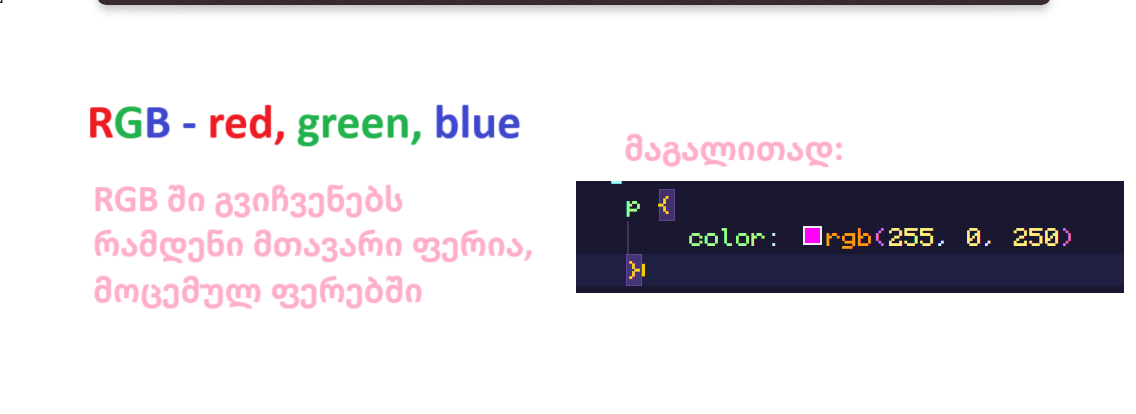 RGB - red, green, blue
RGB ში გვიჩვენებს
რამდენი მთავარი ფერია,
მოცემულ ფერებში
მაგალითად:
p {
color: rgb(255, 0, 250)
}